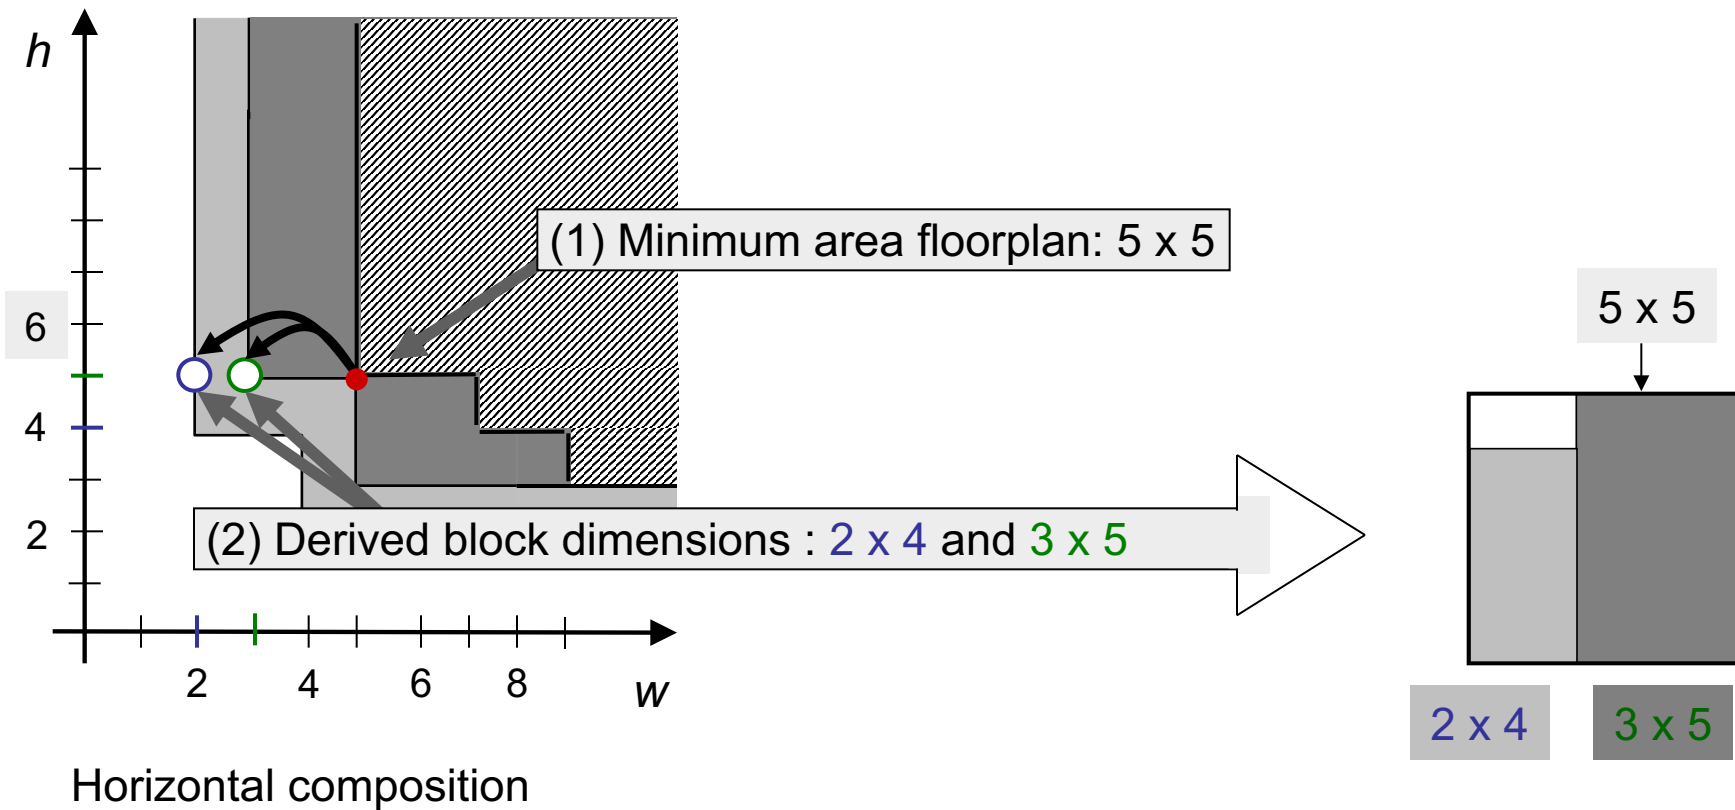 h
(1) Minimum area floorplan: 5 x 5
6
5 x 5
4
2
(2) Derived block dimensions : 2 x 4 and 3 x 5
2 4 6 8 w
2 x 4 3 x 5
Horizontal composition